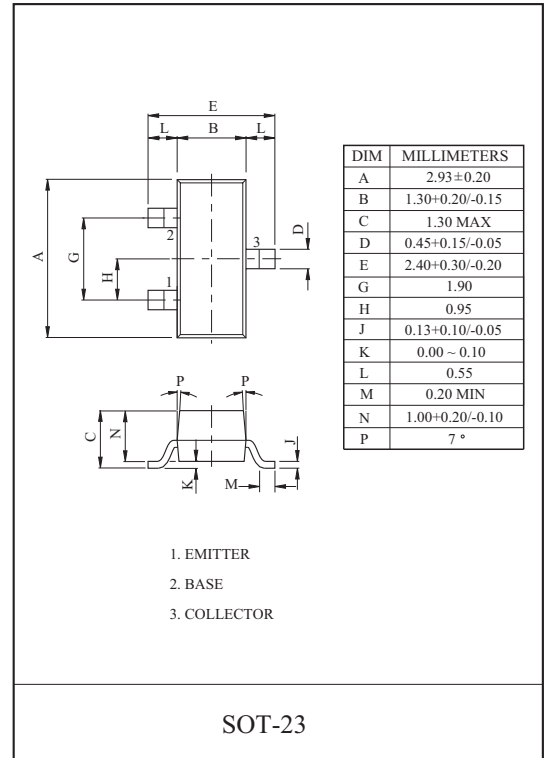 E
L B L
A
G
H
2
1
3
D
DIM MILLIMETERS
A 2.93±0.20
B 1.30+0.20/-0.15
C 1.30 MAX
D 0.45+0.15/-0.05
E 2.40+0.30/-0.20
G 1.90
H 0.95
J 0.13+0.10/-0.05
K 0.00 ~ 0.10
L 0.55
M 0.20 MIN
N 1.00+0.20/-0.10
P 7 °
P P
C
N
K
M
J
1. EMITTER
2. BASE
3. COLLECTOR
SOT-23